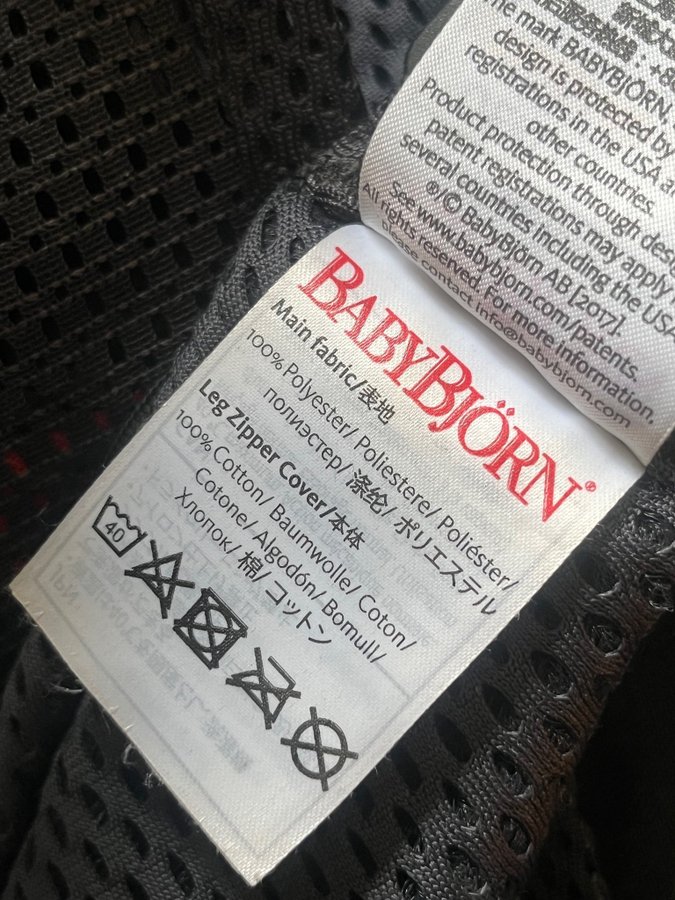 The mark BABYBJÖRN,
design is protected by
registrations in the USA a
other countries.
Product protection through desig
patent registrations may apply i
several countries including the USA
®/© BabyBjörn AB [2017].
See www.babybjorn.com/patents.
All rights reserved. For more information,
please contact info@babybjorn.com
BABYBJÖRN®
Main fabric/表地
100% Polyester/ Poliestere/ Poliéster/
полиэстер/ 涤纶/ ポリエステル
Leg Zipper Cover/本体
100% Cotton/ Baumwolle/ Coton/
Cotone/ Algodón/ Bomull/
Хлопок/ 棉/ コットン
40